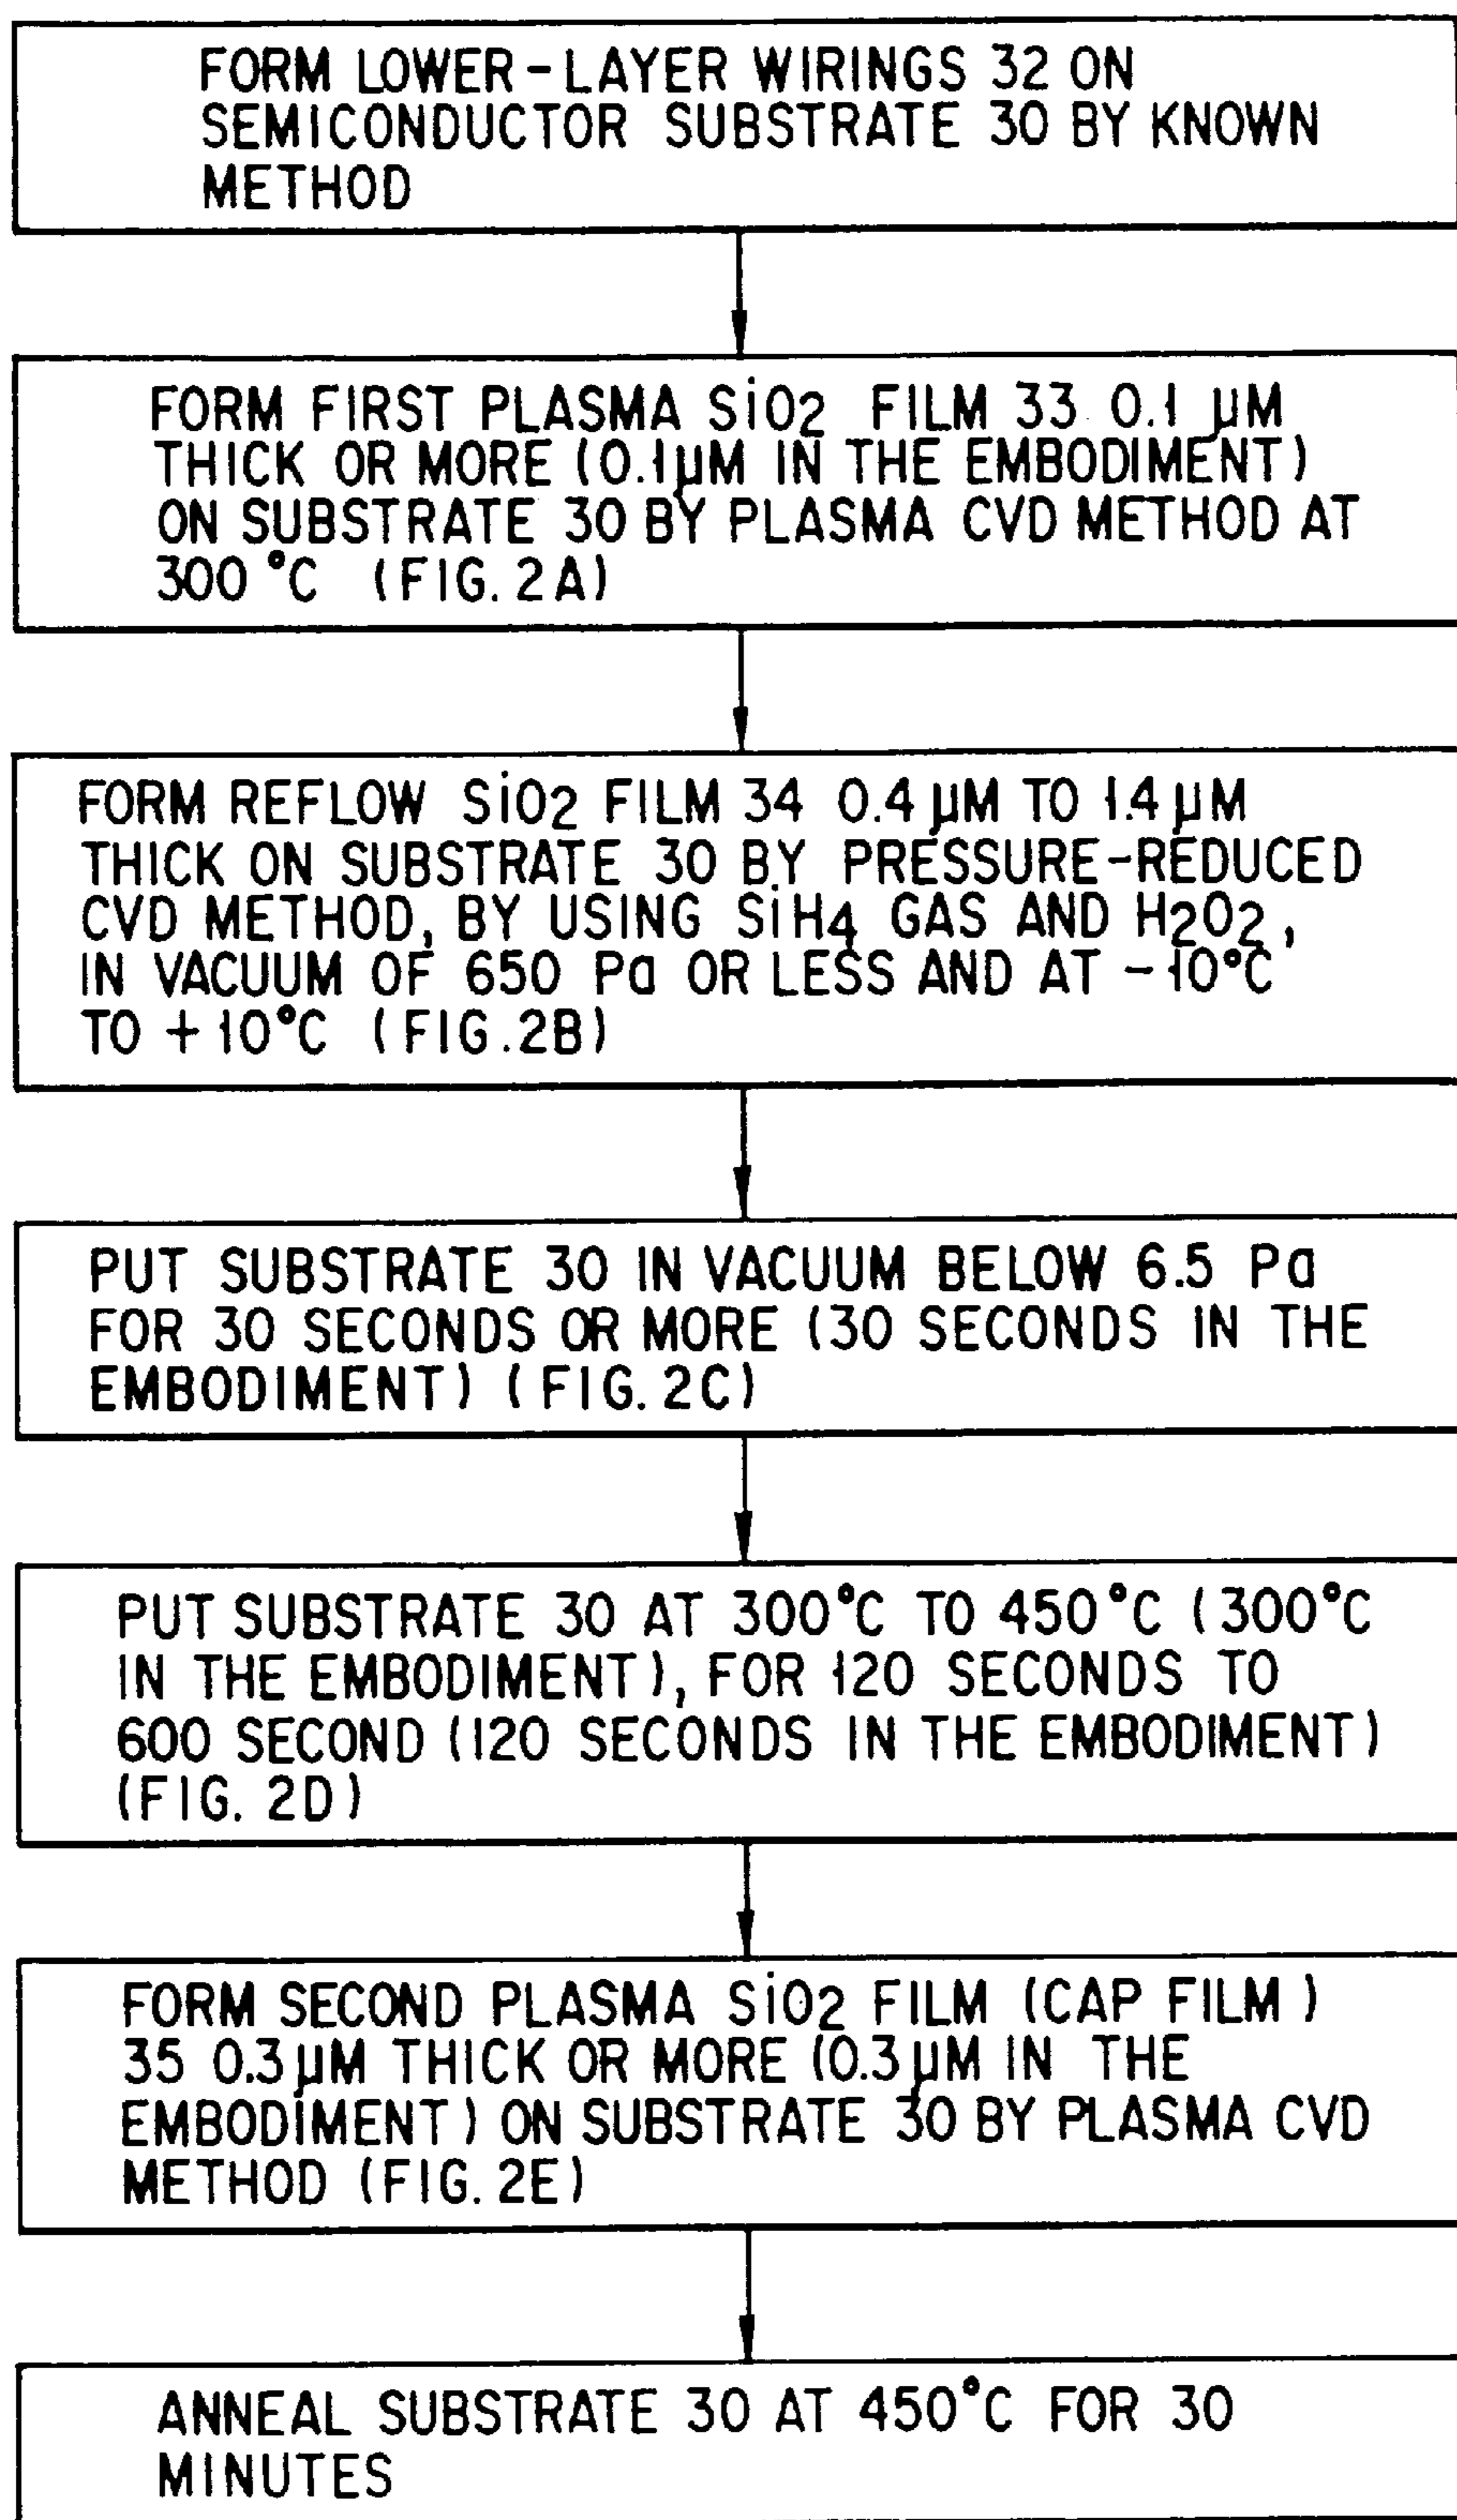 FORM LOWER-LAYER WIRINGS 32 ON
SEMICONDUCTOR SUBSTRATE 30 BY KNOWN
METHOD
FORM FIRST PLASMA SiO2 FILM 33 0.1 µM
THICK OR MORE (0.1µM IN THE EMBODIMENT)
ON SUBSTRATE 30 BY PLASMA CVD METHOD AT
300°C (FIG. 2A)
FORM REFLOW SiO2 FILM 34 0.4 µM TO 1.4 µM
THICK ON SUBSTRATE 30 BY PRESSURE-REDUCED
CVD METHOD, BY USING SiH4 GAS AND H2O2,
IN VACUUM OF 650 Pa OR LESS AND AT -10°C
TO +10°C (FIG.2B)
PUT SUBSTRATE 30 IN VACUUM BELOW 6.5 Pa
FOR 30 SECONDS OR MORE (30 SECONDS IN THE
EMBODIMENT) (FIG. 2C)
PUT SUBSTRATE 30 AT 300°C TO 450°C (300°C
IN THE EMBODIMENT), FOR 120 SECONDS TO
600 SECOND (120 SECONDS IN THE EMBODIMENT)
(FIG. 2D)
FORM SECOND PLASMA SiO2 FILM (CAP FILM)
35 0.3µM THICK OR MORE (0.3µM IN THE
EMBODIMENT) ON SUBSTRATE 30 BY PLASMA CVD
METHOD (FIG. 2E)
ANNEAL SUBSTRATE 30 AT 450°C FOR 30
MINUTES